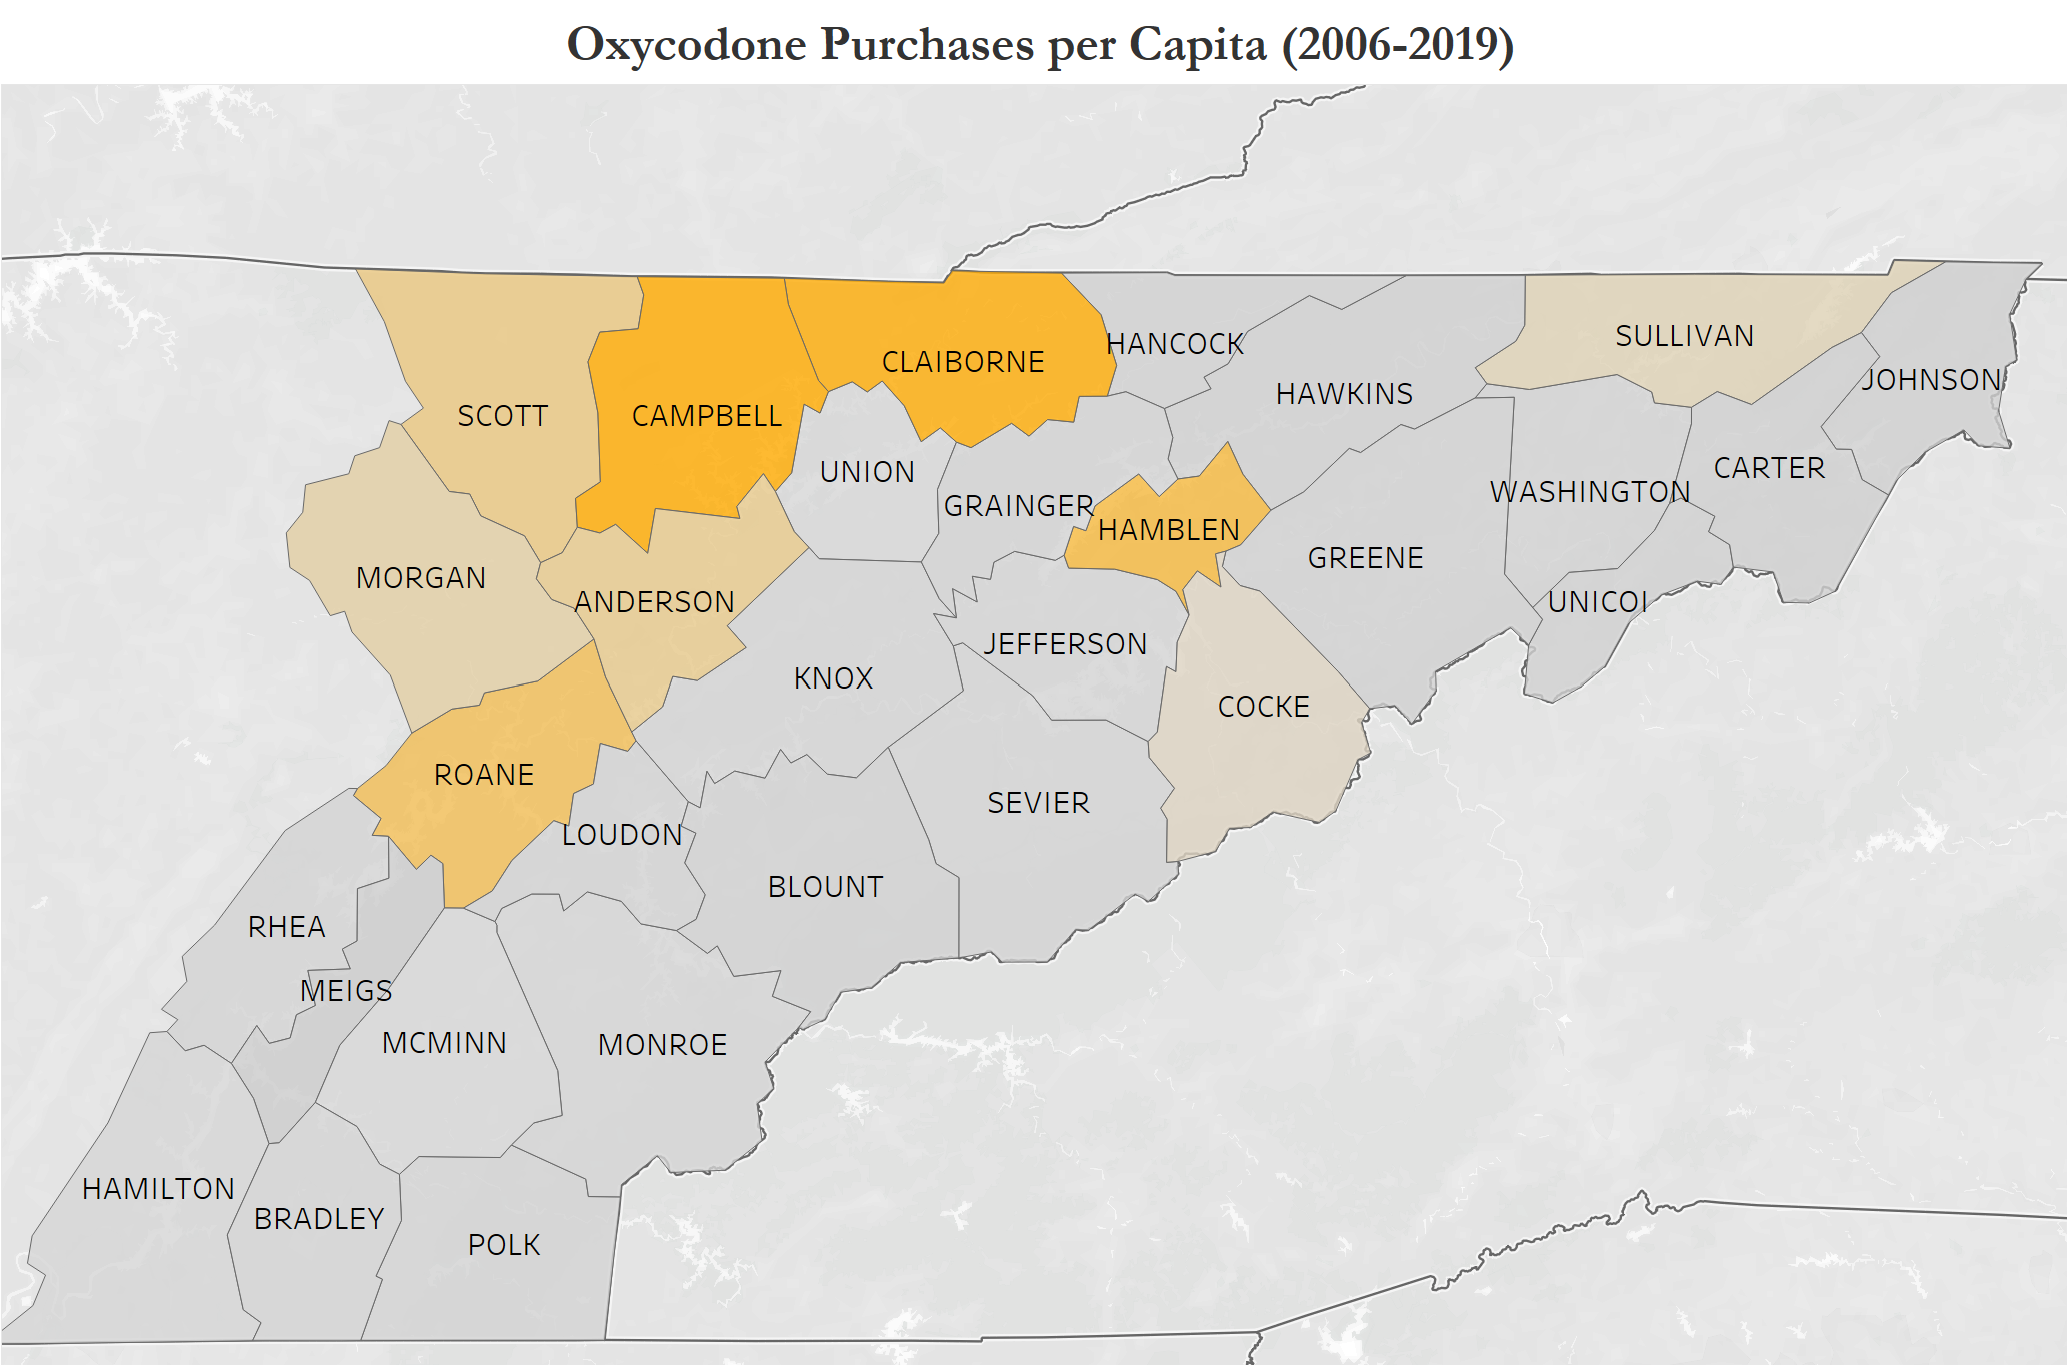 Oxycodone Purchases per Capita (2006-2019)
SULLIVAN
HANCOCK
CLAIBORNE
JOHNSON
HAWKINS
SCOTT
CAMPBELL
UNION
CARTER
WASHINGTON
GRAINGER
HAMBLEN
GREENE
MORGAN
ANDERSON
UNICOI
JEFFERSON
KNOX
COCKE
ROANE
SEVIER
LOUDON
BLOUNT
RHEA
MEIGS
MCMINN
MONROE
HAMILTON
BRADLEY
POLK